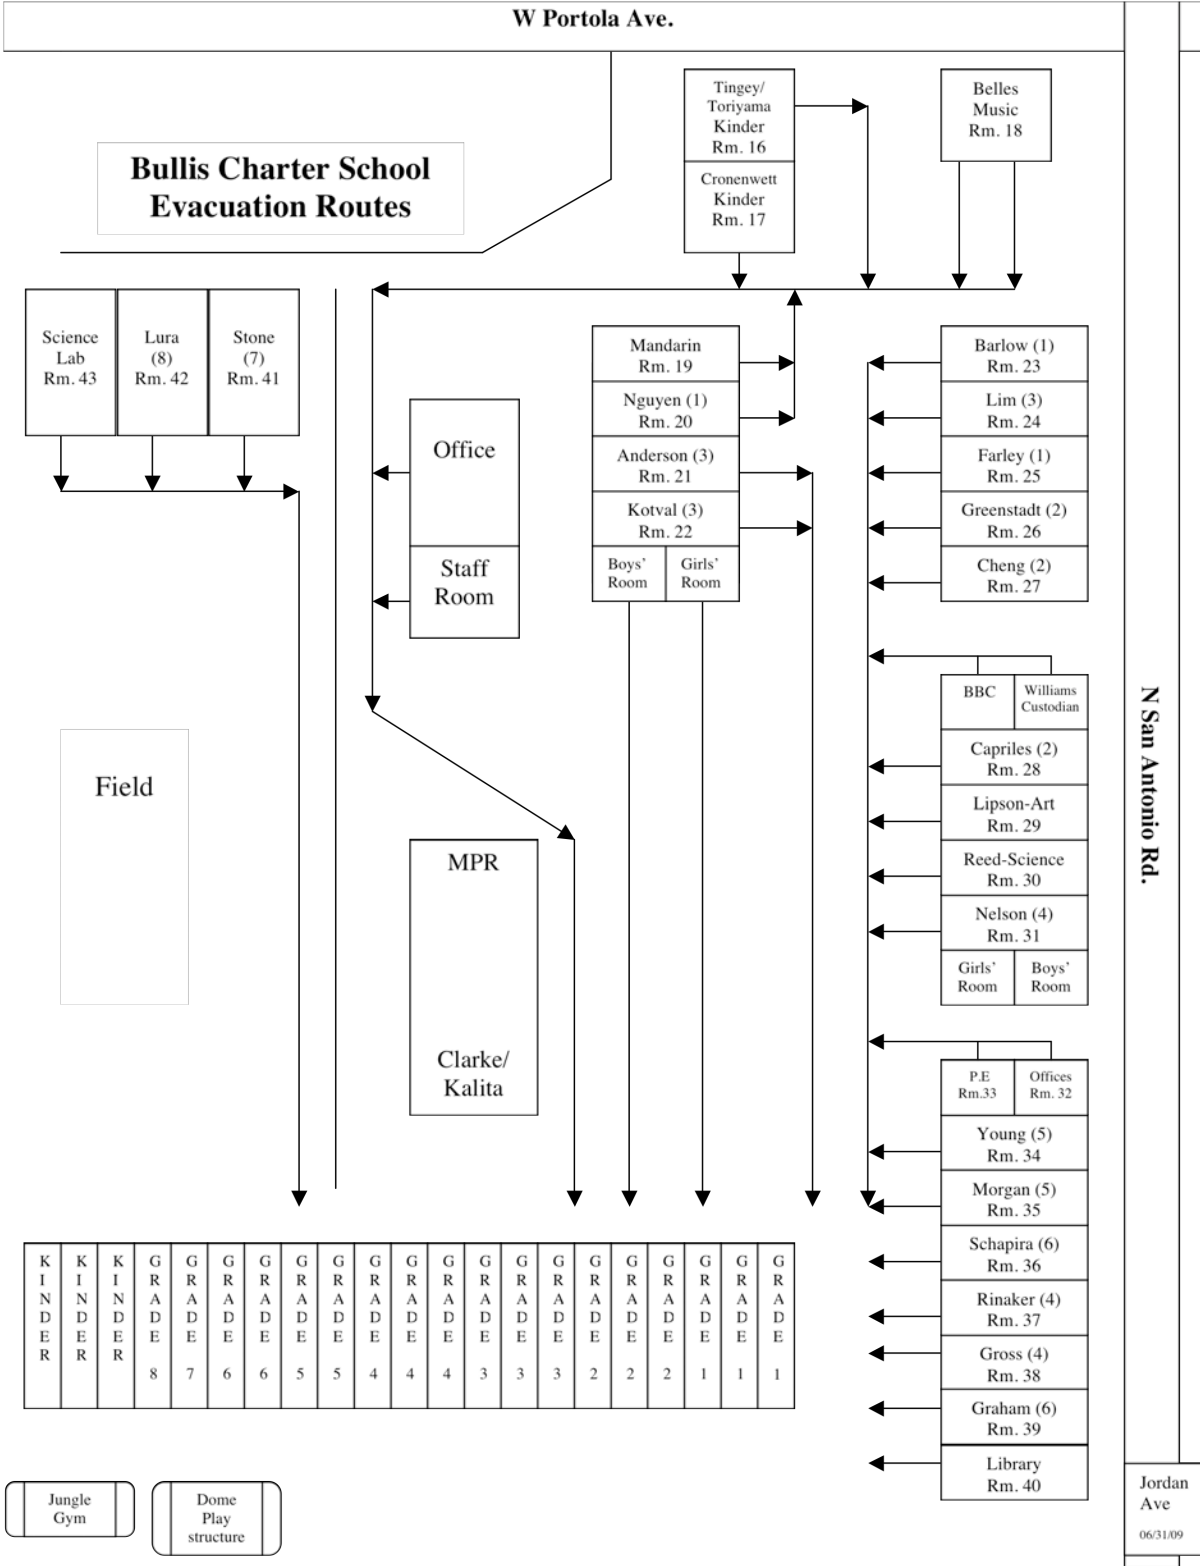 W Portola Ave.
Bullis Charter School
Evacuation Routes
Tingey/
Toriyama
Kinder
Rm. 16
Cronenwett
Kinder
Rm. 17
Belles
Music
Rm. 18
Science
Lab
Rm. 43
Lura
(8)
Rm. 42
Stone
(7)
Rm. 41
Office
Staff
Room
Mandarin
Rm. 19
Nguyen (1)
Rm. 20
Anderson (3)
Rm. 21
Kotval (3)
Rm. 22
Boys'
Room
Girls'
Room
Barlow (1)
Rm. 23
Lim (3)
Rm. 24
Farley (1)
Rm. 25
Greenstadt (2)
Rm. 26
Cheng (2)
Rm. 27
BBC
Williams
Custodian
Capriles (2)
Rm. 28
Lipson-Art
Rm. 29
Reed-Science
Rm. 30
Nelson (4)
Rm. 31
Girls'
Room
Boys'
Room
N San Antonio Rd.
Field
MPR
Clarke/
Kalita
P.E
Rm.33
Offices
Rm. 32
Young (5)
Rm. 34
Morgan (5)
Rm. 35
Schapira (6)
Rm. 36
Rinaker (4)
Rm. 37
Gross (4)
Rm. 38
Graham (6)
Rm. 39
Library
Rm. 40
KINDER
KINDER
KINDER
GRADE 8
GRADE 7
GRADE 6
GRADE 6
GRADE 5
GRADE 5
GRADE 4
GRADE 4
GRADE 4
GRADE 3
GRADE 3
GRADE 3
GRADE 2
GRADE 2
GRADE 2
GRADE 1
GRADE 1
GRADE 1
Jungle
Gym
Dome
Play
structure
Jordan
Ave
06/31/09